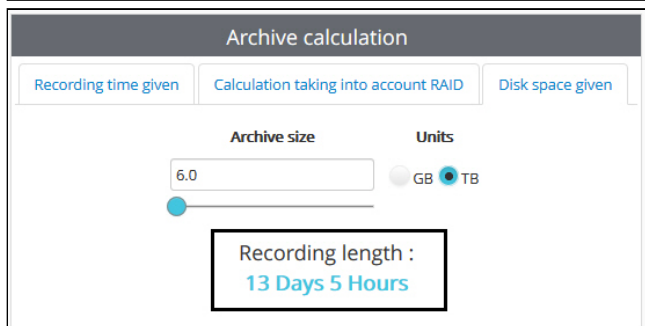 Archive calculation
Recording time given Calculation taking into account RAID Disk space given
Archive size Units
6.0 GB TB
Recording length :
13 Days 5 Hours